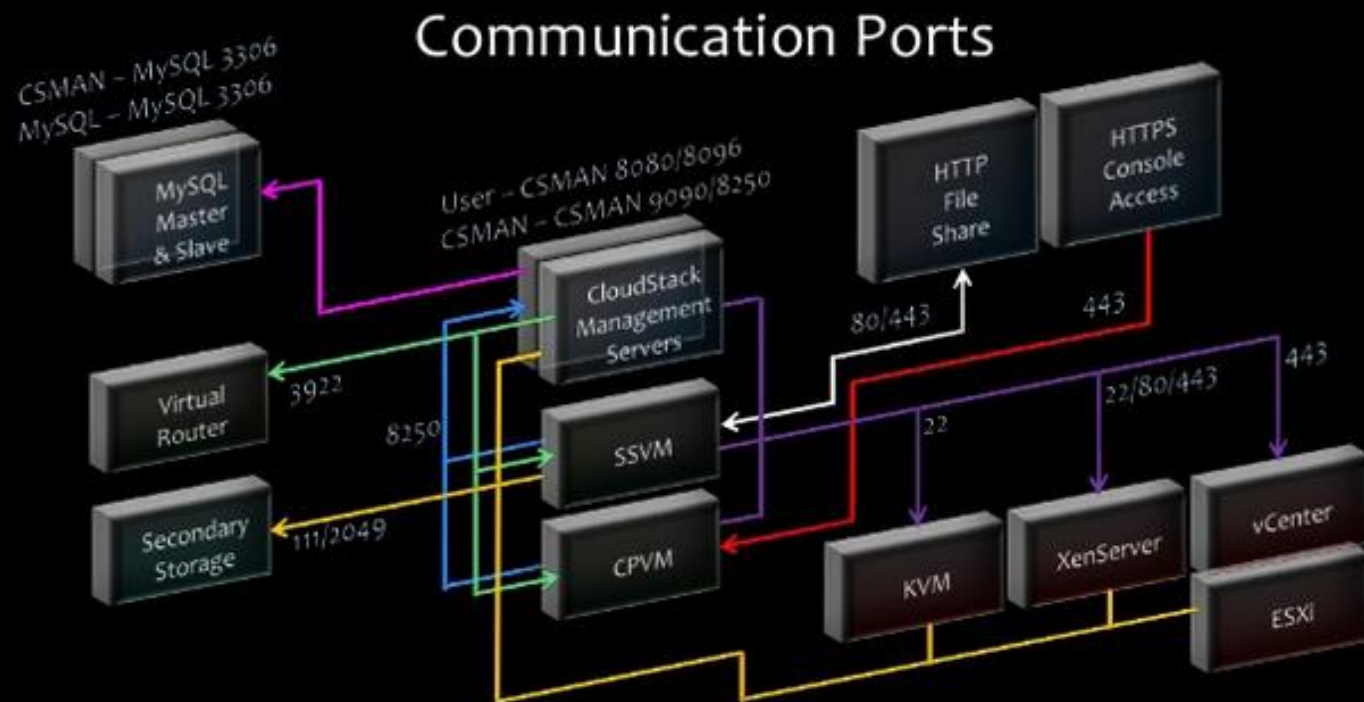 Communication Ports
CSMAN – MySQL 3306
MySQL – MySQL 3306
MySQL
Master
& Slave
User – CSMAN 8080/8096
CSMAN – CSMAN 9090/8250
CloudStack
Management
Servers
HTTP
File
Share
HTTPS
Console
Access
80/443
443
Virtual
Router
3922
8250
SSVM
22
22/80/443
443
Secondary
Storage
111/2049
CPVM
KVM
XenServer
vCenter
ESXi